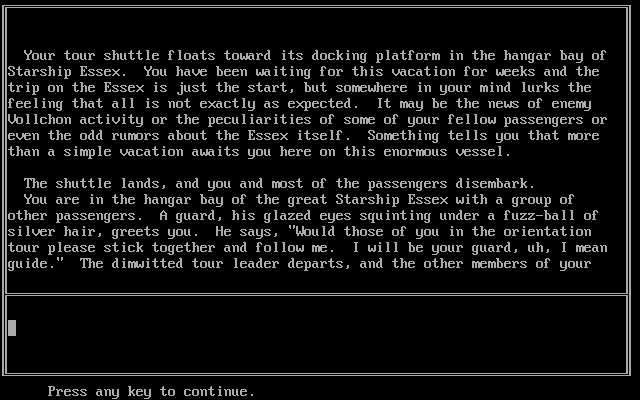 Your tour shuttle floats toward its docking platform in the hangar bay of
Starship Essex.  You have been waiting for this vacation for weeks and the
trip on the Essex is just the start, but somewhere in your mind lurks the
feeling that all is not exactly as expected.  It may be the news of enemy
Vollchon activity or the peculiarities of some of your fellow passengers or
even the odd rumors about the Essex itself.  Something tells you that more
than a simple vacation awaits you here on this enormous vessel.
The shuttle lands, and you and most of the passengers disembark.
You are in the hangar bay of the great Starship Essex with a group of
other passengers.  A guard, his glazed eyes squinting under a fuzz-ball of
silver hair, greets you.  He says, "Would those of you in the orientation
tour please stick together and follow me.  I will be your guard, uh, I mean
guide."  The dimwitted tour leader departs, and the other members of your
Press any key to continue.